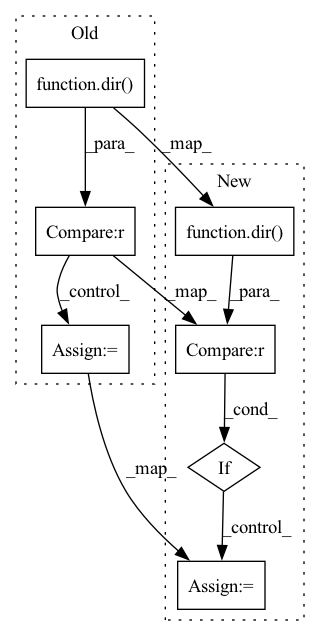 Old
function.dir()
_para_
_map_
New
Compare:r
function.dir()
_control_
_map_
_para_
Assign:=
Compare:r
_cond_
_map_
If
_control_
Assign:=